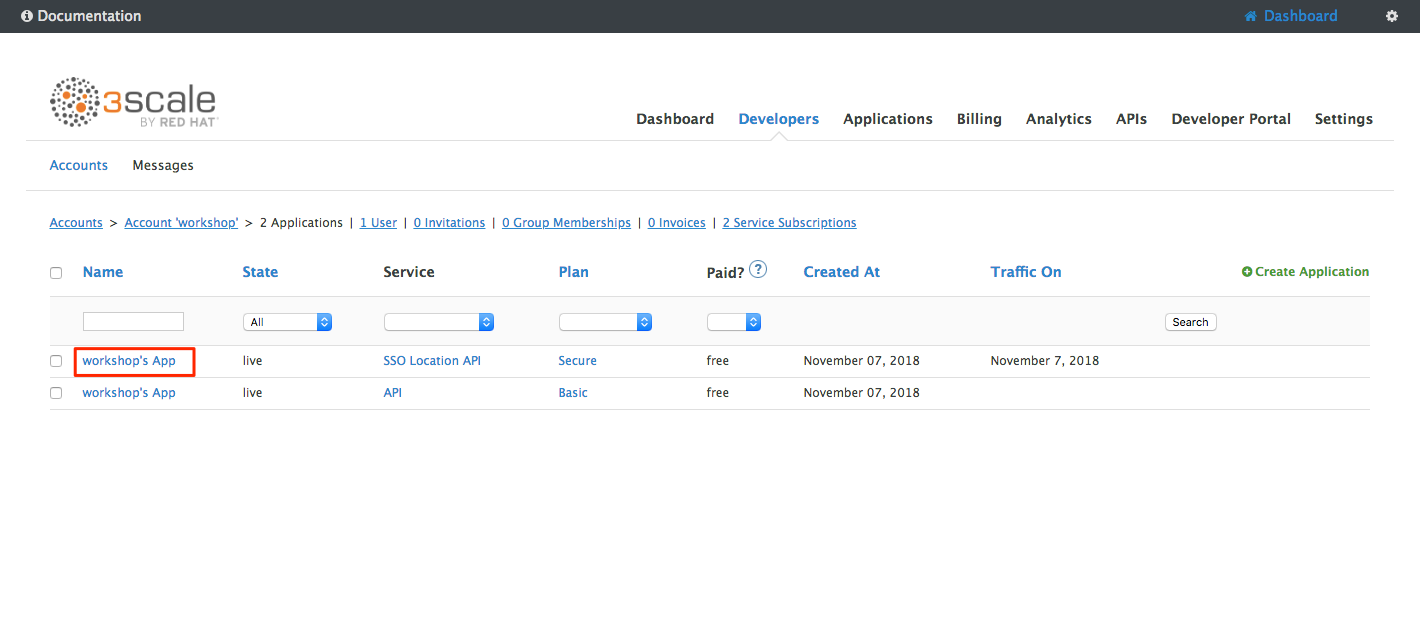 Documentation Dashboard
3scale
BY RED HAT
Dashboard Developers Applications Billing Analytics APIs Developer Portal Settings
Accounts Messages
Accounts > Account 'workshop' > 2 Applications | 1 User | 0 Invitations | 0 Group Memberships | 0 Invoices | 2 Service Subscriptions
Name State Service Plan Paid? ? Created At Traffic On Create Application
All Search
workshop's App live SSO Location API Secure free November 07, 2018 November 7, 2018
workshop's App live API Basic free November 07, 2018